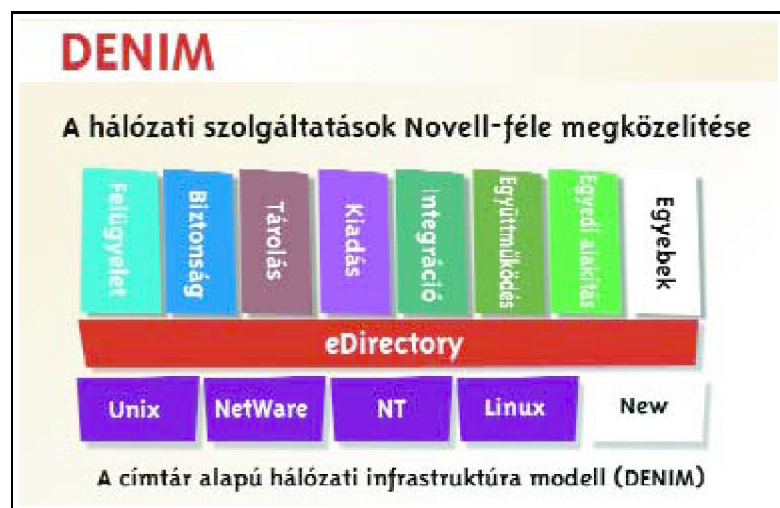 DENIM
A hálózati szolgáltatások Novell-féle megközelítése
Felügyelet
Biztonság
Tárolás
Kiadás
Integráció
Együttműködés
Egyedi alakítás
Egyebek
eDirectory
Unix
NetWare
NT
Linux
New
A címtár alapú hálózati infrastruktúra modell (DENIM)